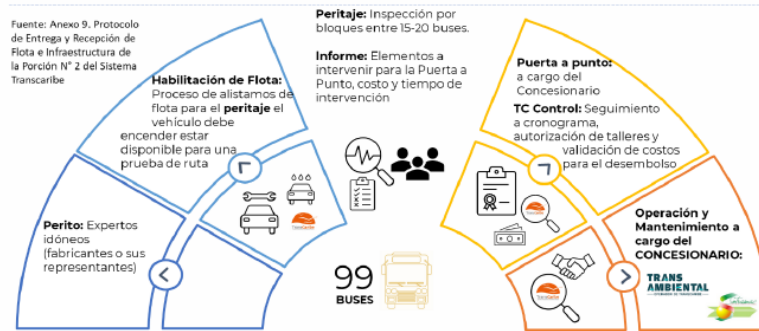 Fuente: Anexo 9. Protocolo
de Entrega y Recepción de
Flota e Infraestructura de
la Porción N° 2 del Sistema
Transcaribe
Perito: Expertos
idóneos
(fabricantes o sus
representantes)
Habilitación de Flota:
Proceso de alistamos de
flota para el peritaje el
vehículo debe
encender estar
disponible para una
prueba de ruta
Peritaje: Inspección por
bloques entre 15-20 buses.
Informe: Elementos a
intervenir para la Puerta a
Punto, costo y tiempo de
intervención
99
BUSES
Puerta a punto:
a cargo del
Concesionario
TC Control: Seguimiento
a cronograma,
autorización de talleres y
validación de costos
para el desembolso
Operación y
Mantenimiento a
cargo del
CONCESIONARIO:
TRANS
AMBIENTAL